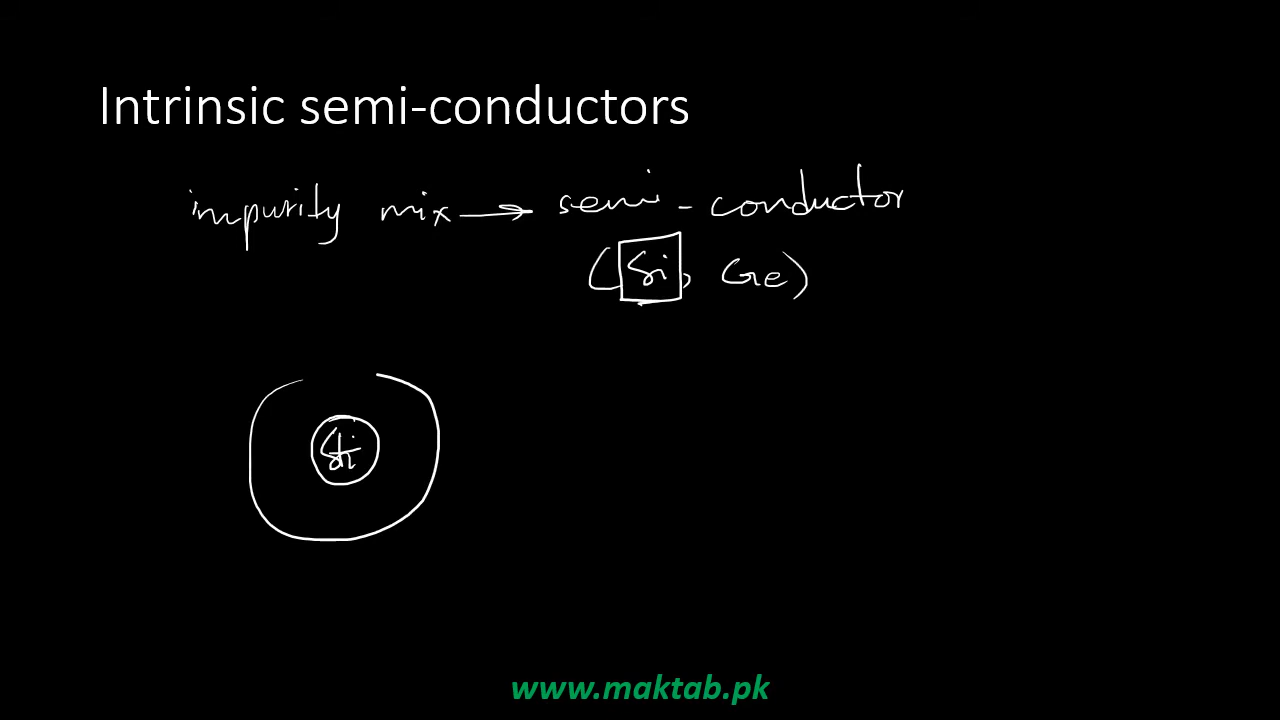 Intrinsic semi-conductors
impurity mix → semi-conductor
(Si, Ge)
Si
www.maktab.pk